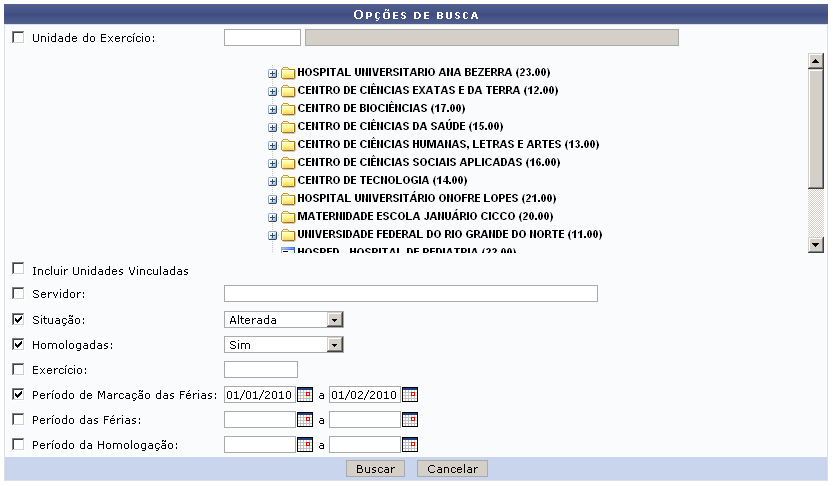 OPÇÕES DE BUSCA
Unidade do Exercício:
HOSPITAL UNIVERSITARIO ANA BEZERRA (23.00)
CENTRO DE CIÊNCIAS EXATAS E DA TERRA (12.00)
CENTRO DE BIOCIÊNCIAS (17.00)
CENTRO DE CIÊNCIAS DA SAÚDE (15.00)
CENTRO DE CIÊNCIAS HUMANAS, LETRAS E ARTES (13.00)
CENTRO DE CIÊNCIAS SOCIAIS APLICADAS (16.00)
CENTRO DE TECNOLOGIA (14.00)
HOSPITAL UNIVERSITÁRIO ONOFRE LOPES (21.00)
MATERNIDADE ESCOLA JANUÁRIO CICCO (20.00)
UNIVERSIDADE FEDERAL DO RIO GRANDE DO NORTE (11.00)
HOSPED - HOSPITAL DE PEDIATRIA (22.00)
Incluir Unidades Vinculadas
Servidor:
Situação: Alterada
Homologadas: Sim
Exercício:
Período de Marcação das Férias: 01/01/2010 a 01/02/2010
Período das Férias: a
Período da Homologação: a
Buscar Cancelar